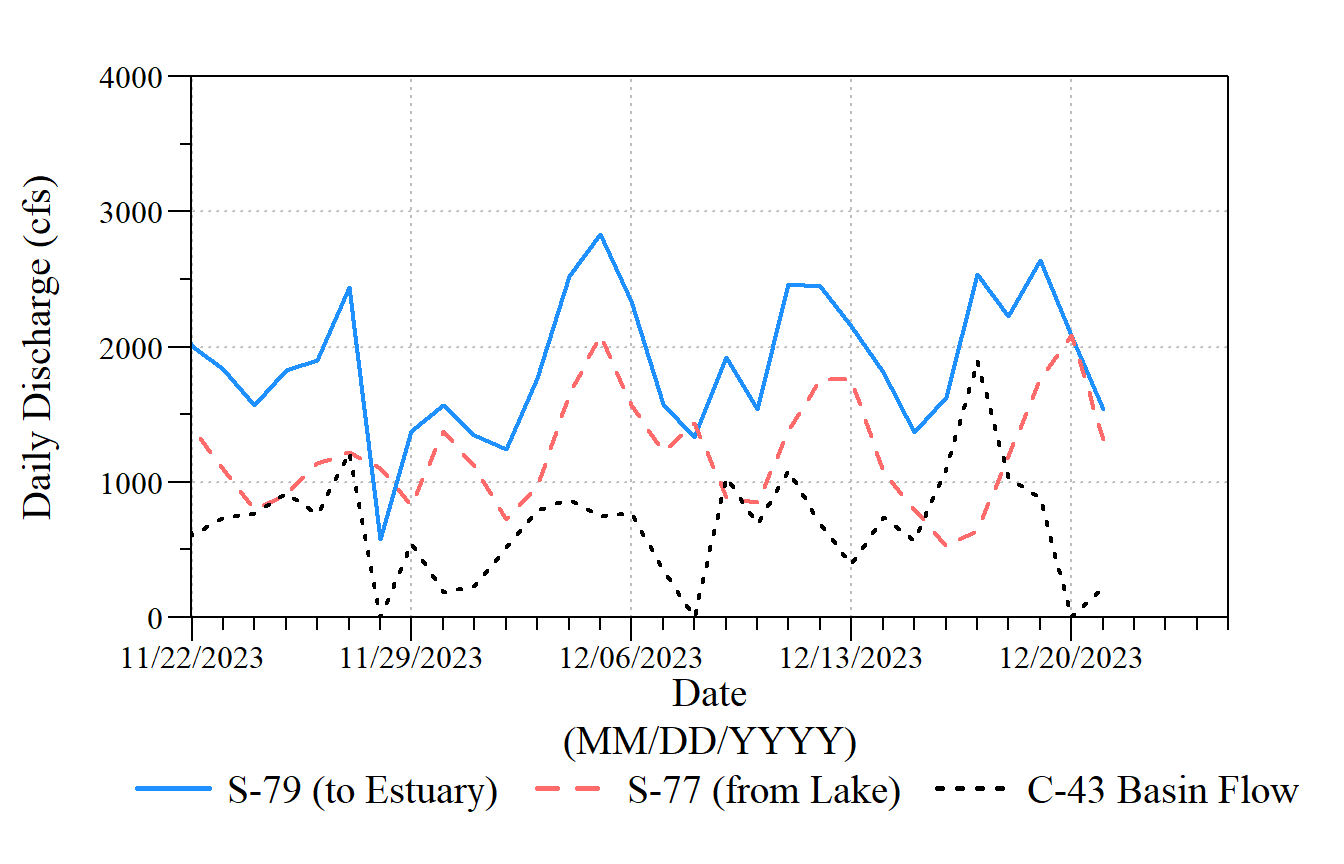 4000
3000
2000
1000
0
Daily Discharge (cfs)
11/22/2023 11/29/2023 12/06/2023 12/13/2023 12/20/2023
Date
(MM/DD/YYYY)
S-79 (to Estuary) S-77 (from Lake) C-43 Basin Flow